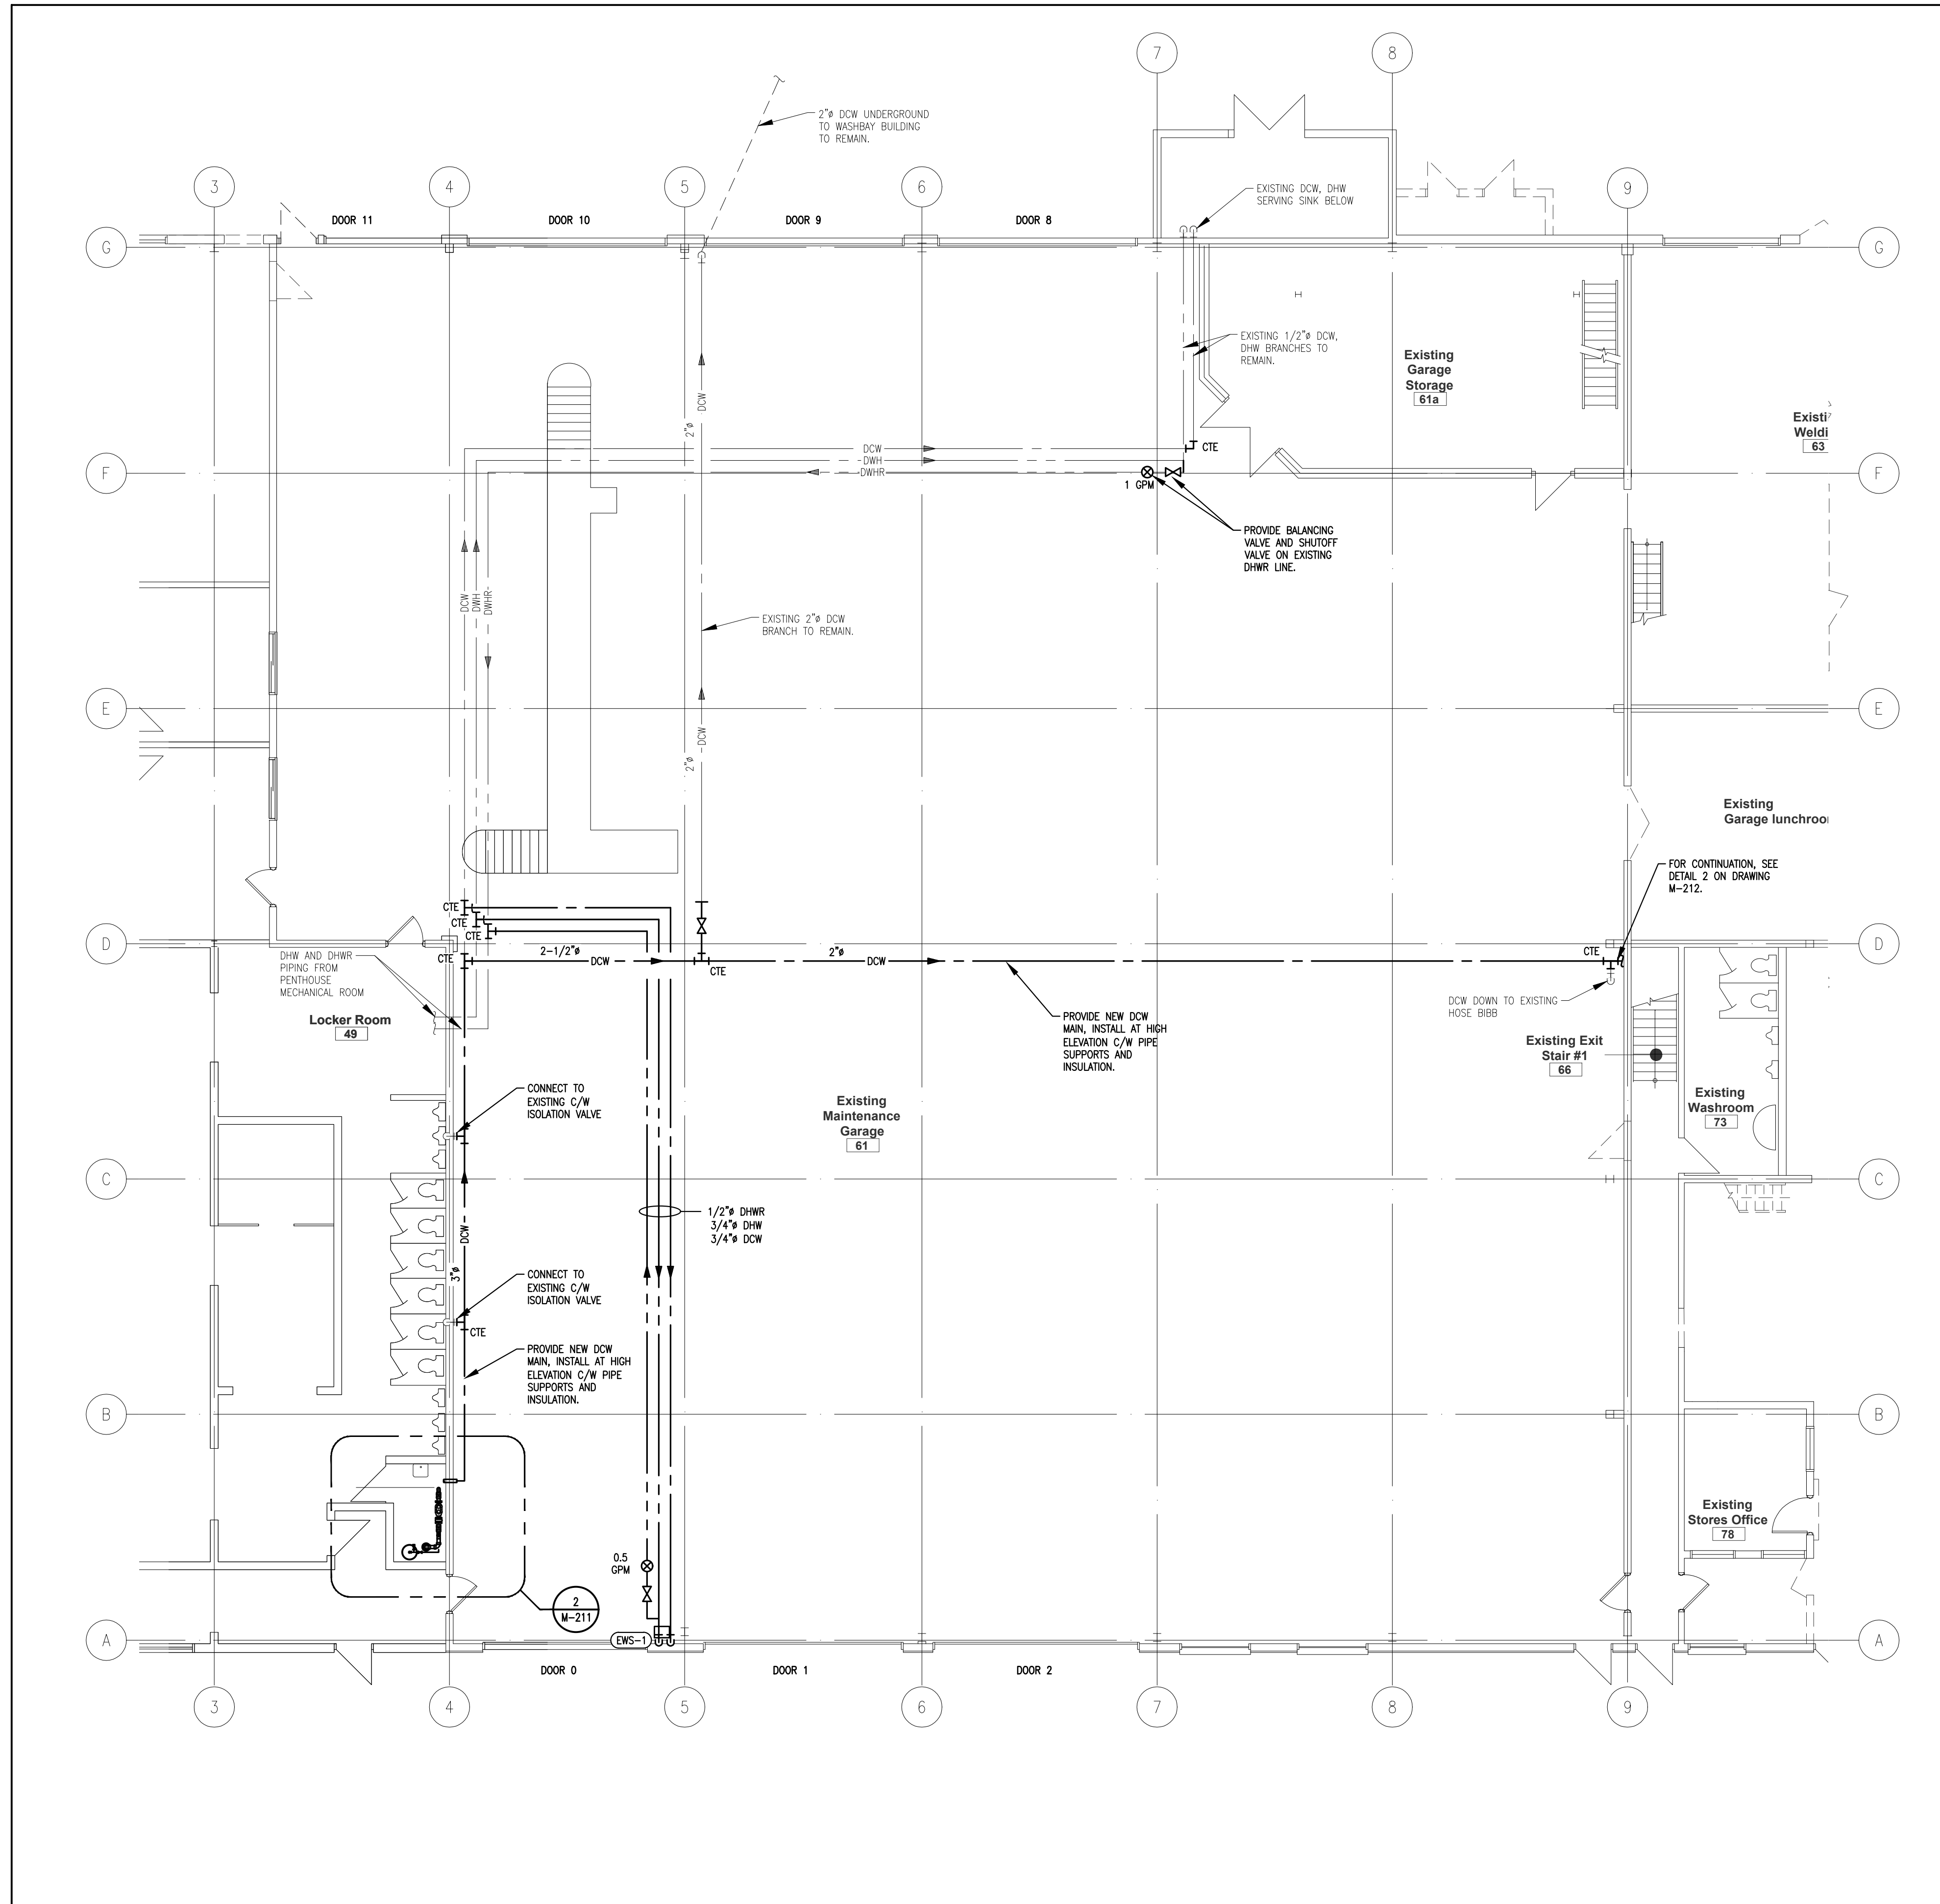 7
8
2"ø DCW UNDERGROUND
TO WASHBAY BUILDING
TO REMAIN.
3
4
5
6
9
EXISTING DCW, DHW
SERVING SINK BELOW
DOOR 11
DOOR 10
DOOR 9
DOOR 8
G
G
EXISTING 1/2"ø DCW,
DHW BRANCHES TO
REMAIN.
Existing
Garage
Storage
61a
2"ø
DCW
Existi
Weldi
63
DCW
DWH
DWHR
CTE
F
F
1 GPM
PROVIDE BALANCING
VALVE AND SHUTOFF
VALVE ON EXISTING
DHWR LINE.
DCW
DWH
DWHR
EXISTING 2"ø DCW
BRANCH TO REMAIN.
E
E
2"ø
DCW
Existing
Garage lunchroo
FOR CONTINUATION, SEE
DETAIL 2 ON DRAWING
M-212.
CTE
CTE
CTE
D
D
DHW AND DHWR
PIPING FROM
PENTHOUSE
MECHANICAL ROOM
CTE
2-1/2"ø
DCW
CTE
2"ø
DCW
CTE
DCW DOWN TO EXISTING
HOSE BIBB
Locker Room
49
PROVIDE NEW DCW
MAIN, INSTALL AT HIGH
ELEVATION C/W PIPE
SUPPORTS AND
INSULATION.
Existing Exit
Stair #1
66
CONNECT TO
EXISTING C/W
ISOLATION VALVE
Existing
Maintenance
Garage
61
Existing
Washroom
73
C
C
1/2"ø DHWR
3/4"ø DHW
3/4"ø DCW
DCW
3"ø
CONNECT TO
EXISTING C/W
ISOLATION VALVE
CTE
PROVIDE NEW DCW
MAIN, INSTALL AT HIGH
ELEVATION C/W PIPE
SUPPORTS AND
INSULATION.
B
B
Existing
Stores Office
78
0.5
GPM
2
M-211
EWS-1
A
A
DOOR 0
DOOR 1
DOOR 2
3
4
5
6
7
8
9